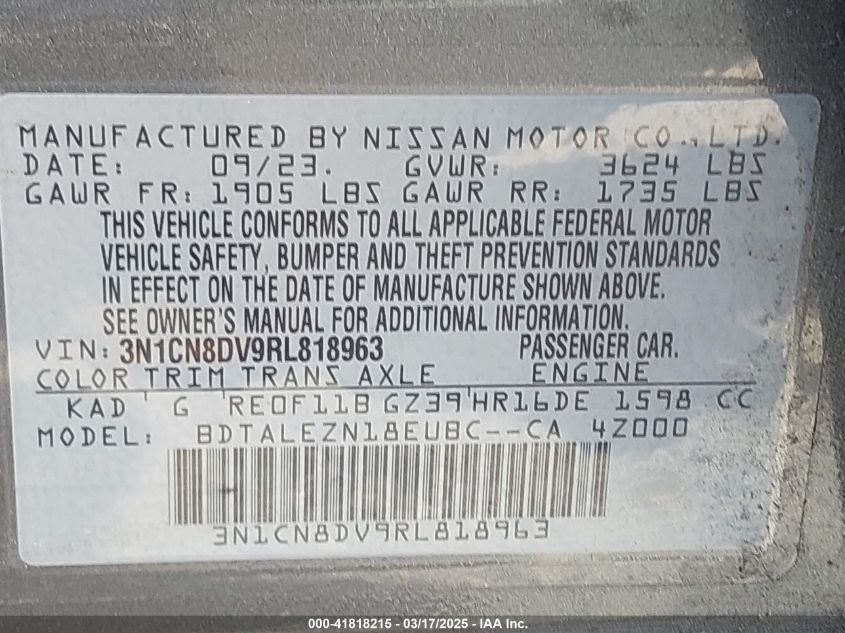 MANUFACTURED BY NISSAN MOTOR CO., LTD.
DATE: 09/23. GVWR: 3624 LBS
GAWR FR: 1905 LBS GAWR RR: 1735 LBS
THIS VEHICLE CONFORMS TO ALL APPLICABLE FEDERAL MOTOR
VEHICLE SAFETY, BUMPER AND THEFT PREVENTION STANDARDS
IN EFFECT ON THE DATE OF MANUFACTURE SHOWN ABOVE.
SEE OWNER'S MANUAL FOR ADDITIONAL INFORMATION.
VIN: 3N1CN8DV9RL818963 PASSENGER CAR.
COLOR TRIM TRANS AXLE ENGINE
KAD G RE0F11B GZ39 HR16DE 1598 CC
MODEL: BDTALEZN18EUBC--CA 4Z000
3N1CN8DV9RL818963
000-41818215 - 03/17/2025 - IAA Inc.